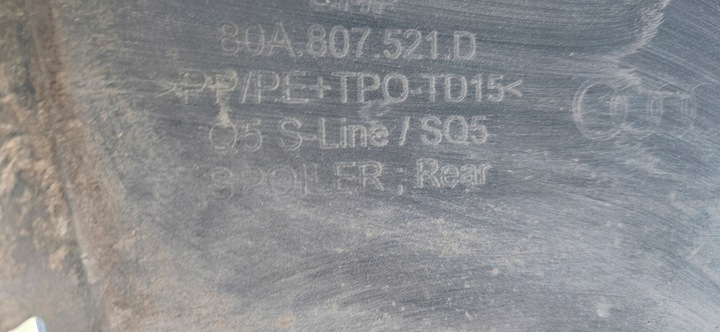 80A.807.521.D
>PP/PE+TPO-TD15<
Q5 S-Line / SQ5
SPOILER ; Rear